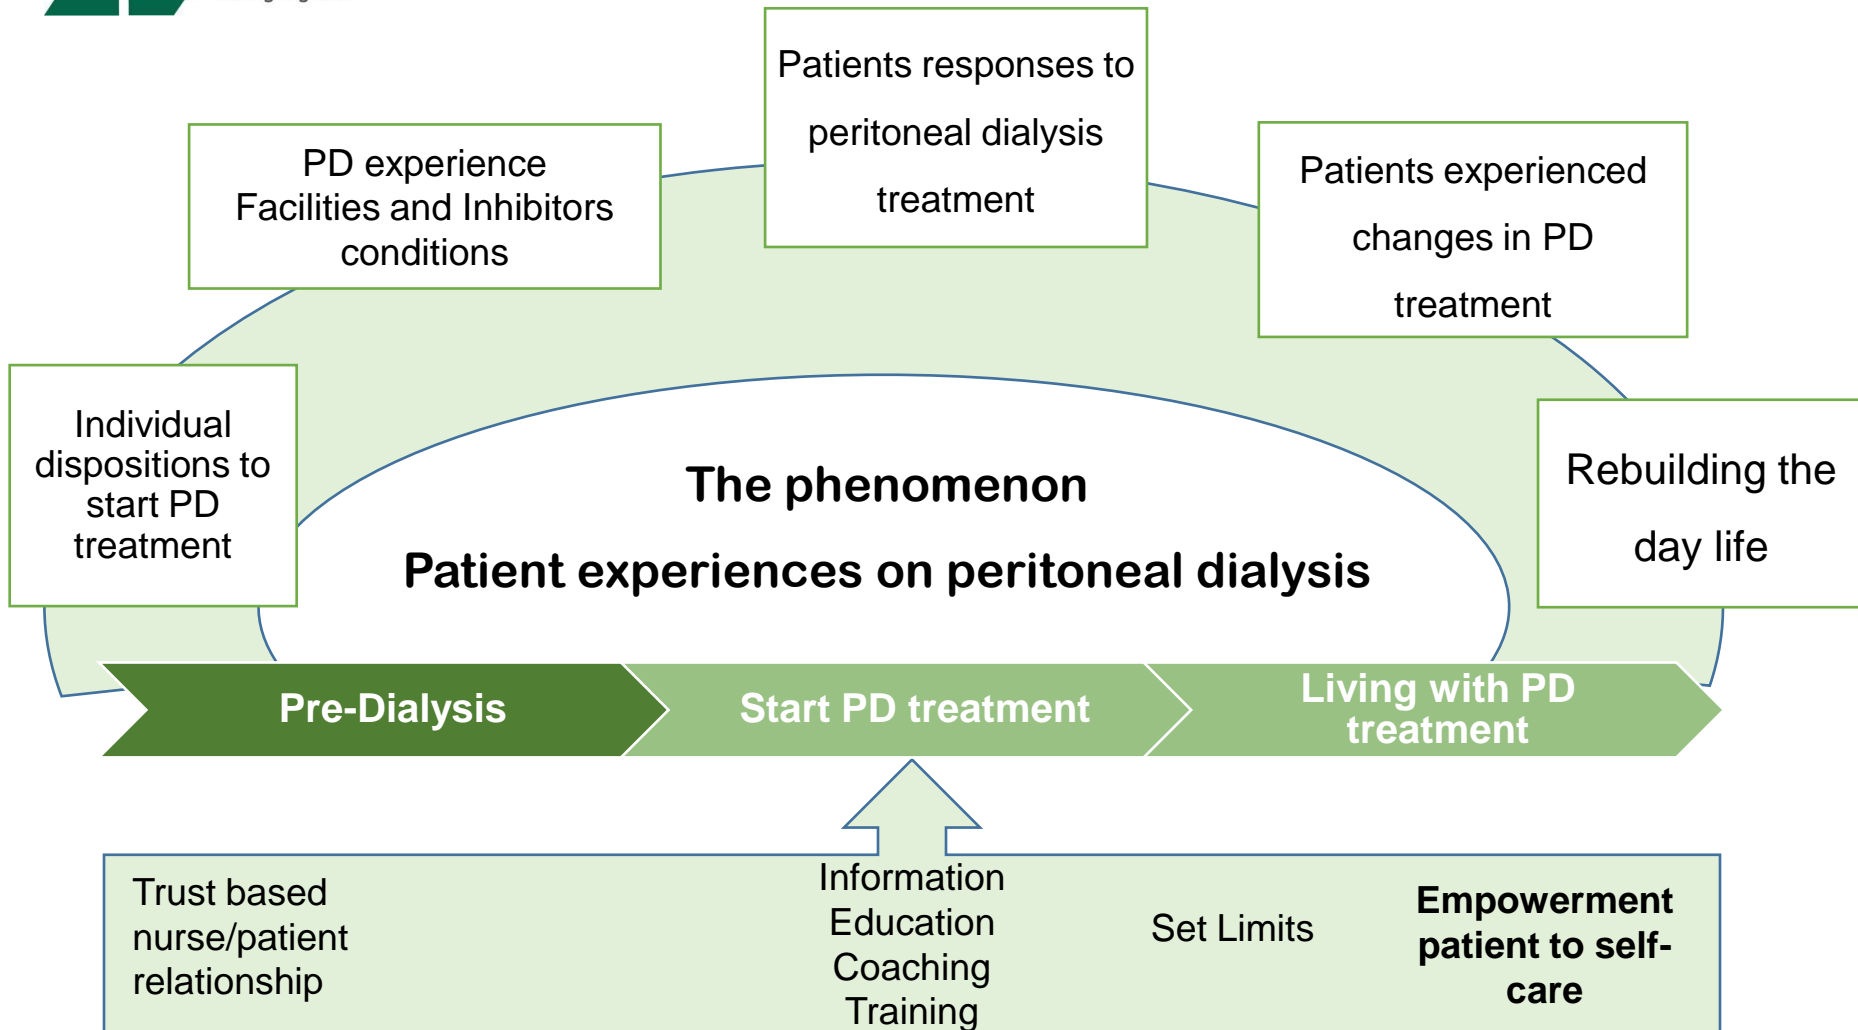 Patients responses to
peritoneal dialysis
treatment
PD experience
Facilities and Inhibitors
conditions
Patients experienced
changes in PD
treatment
Individual
dispositions to
start PD
treatment
Rebuilding the
day life
The phenomenon
Patient experiences on peritoneal dialysis
Pre-Dialysis
Start PD treatment
Living with PD
treatment
Trust based
nurse/patient
relationship
Information
Education
Coaching
Training
Set Limits
Empowerment
patient to self-
care